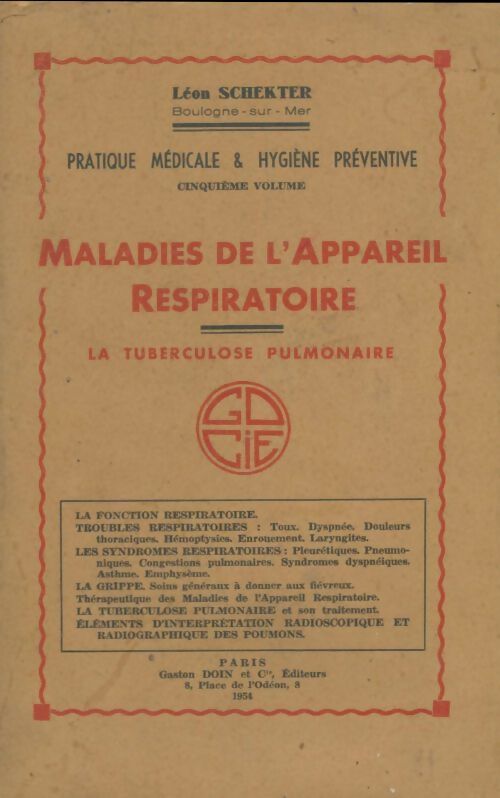 Léon SCHEKTER
Boulogne-sur-Mer
PRATIQUE MÉDICALE & HYGIÈNE PRÉVENTIVE
CINQUIÈME VOLUME
MALADIES DE L'APPAREIL
RESPIRATOIRE
LA TUBERCULOSE PULMONAIRE
GD
CIE
LA FONCTION RESPIRATOIRE.
TROUBLES RESPIRATOIRES : Toux. Dyspnée. Douleurs
thoraciques. Hémoptysies. Enrouement. Laryngites.
LES SYNDROMES RESPIRATOIRES : Pleurétiques. Pneumo-
niques. Congestions pulmonaires. Syndromes dyspnéiques.
Asthme. Emphysème.
LA GRIPPE. Soins généraux à donner aux fiévreux.
Thérapeutique des Maladies de l'Appareil Respiratoire.
LA TUBERCULOSE PULMONAIRE et son traitement.
ÉLÉMENTS D'INTERPRÉTATION RADIOSCOPIQUE ET
RADIOGRAPHIQUE DES POUMONS.
PARIS
Gaston DOIN et Cie, Éditeurs
8, Place de l'Odéon, 8
1954